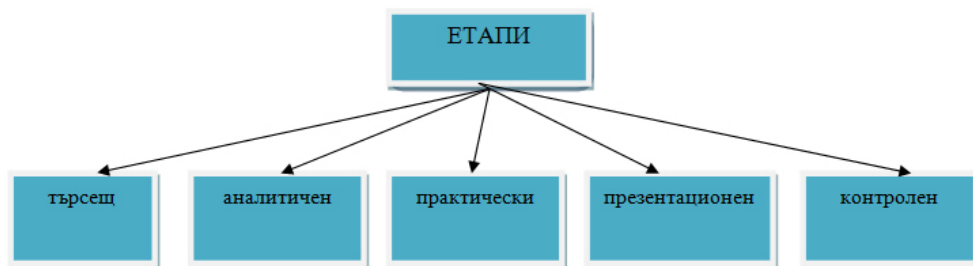 ЕТАПИ
търсещ
аналитичен
практически
презентационен
контролен